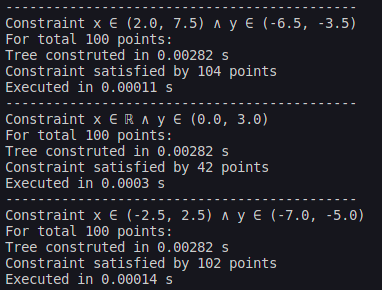 --------------------------------------------
Constraint x ∈ (2.0, 7.5) ∧ y ∈ (-6.5, -3.5)
For total 100 points:
Tree construted in 0.00282 s
Constraint satisfied by 104 points
Executed in 0.00011 s
--------------------------------------------
Constraint x ∈ ℝ ∧ y ∈ (0.0, 3.0)
For total 100 points:
Tree construted in 0.00282 s
Constraint satisfied by 42 points
Executed in 0.0003 s
--------------------------------------------
Constraint x ∈ (-2.5, 2.5) ∧ y ∈ (-7.0, -5.0)
For total 100 points:
Tree construted in 0.00282 s
Constraint satisfied by 102 points
Executed in 0.00014 s